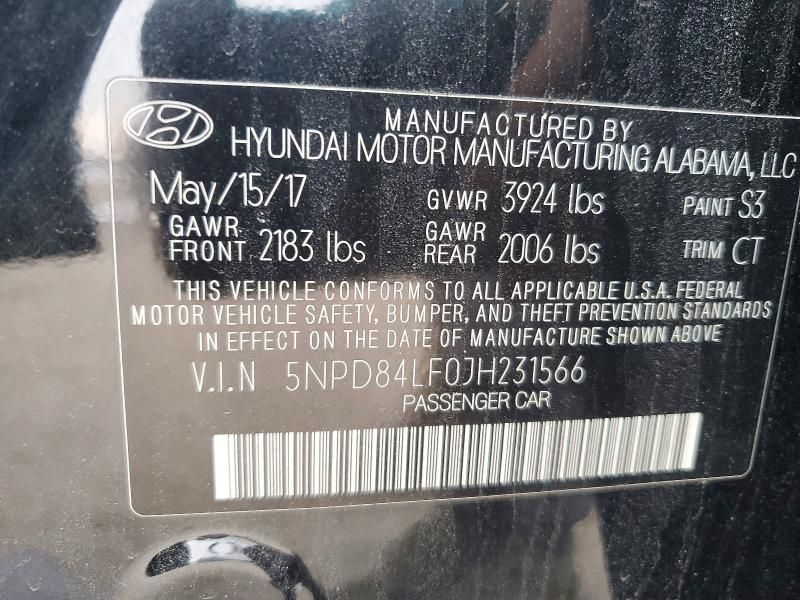 MANUFACTURED BY
HYUNDAI MOTOR MANUFACTURING ALABAMA, LLC
May/15/17 GVWR 3924 lbs PAINT S3
GAWR FRONT 2183 lbs GAWR REAR 2006 lbs TRIM CT
THIS VEHICLE CONFORMS TO ALL APPLICABLE U.S.A. FEDERAL
MOTOR VEHICLE SAFETY, BUMPER, AND THEFT PREVENTION STANDARDS
IN EFFECT ON THE DATE OF MANUFACTURE SHOWN ABOVE
V.I.N 5NPD84LF0JH231566
PASSENGER CAR